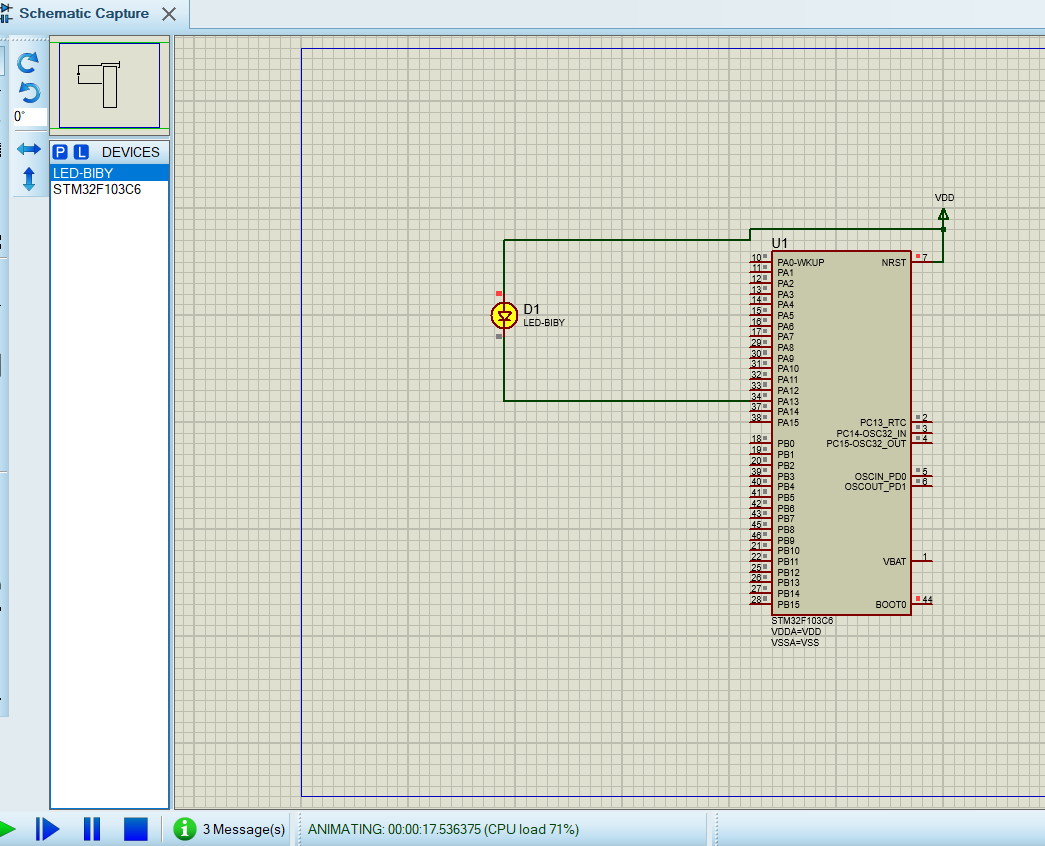 Schematic Capture
0°
P L DEVICES
LED-BIBY
STM32F103C6
VDD
U1
10 PA0-WKUP NRST 7
11 PA1
12 PA2
13 PA3
14 PA4
15 PA5
16 PA6
17 PA7
29 PA8
30 PA9
31 PA10
32 PA11
33 PA12
34 PA13
37 PA14
38 PA15 PC13_RTC 2
PC14-OSC32_IN 3
18 PB0 PC15-OSC32_OUT 4
19 PB1
20 PB2
39 PB3 OSCIN_PD0 5
40 PB4 OSCOUT_PD1 6
41 PB5
42 PB6
43 PB7
45 PB8
46 PB9
21 PB10
22 PB11 VBAT 1
25 PB12
26 PB13
27 PB14
28 PB15 BOOT0 44
STM32F103C6
VDDA=VDD
VSSA=VSS
D1
LED-BIBY
3 Message(s)
ANIMATING: 00:00:17.536375 (CPU load 71%)